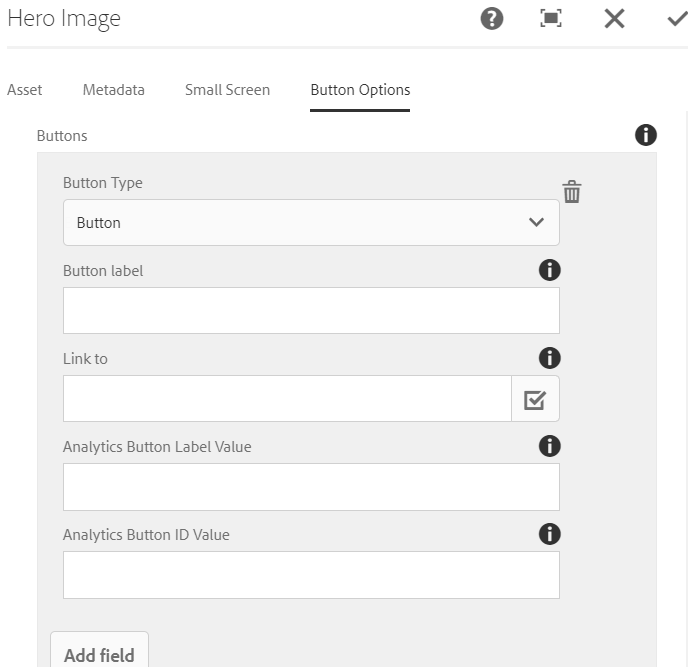 Hero Image
Asset Metadata Small Screen Button Options
Buttons
Button Type
Button
Button label
Link to
Analytics Button Label Value
Analytics Button ID Value
Add field